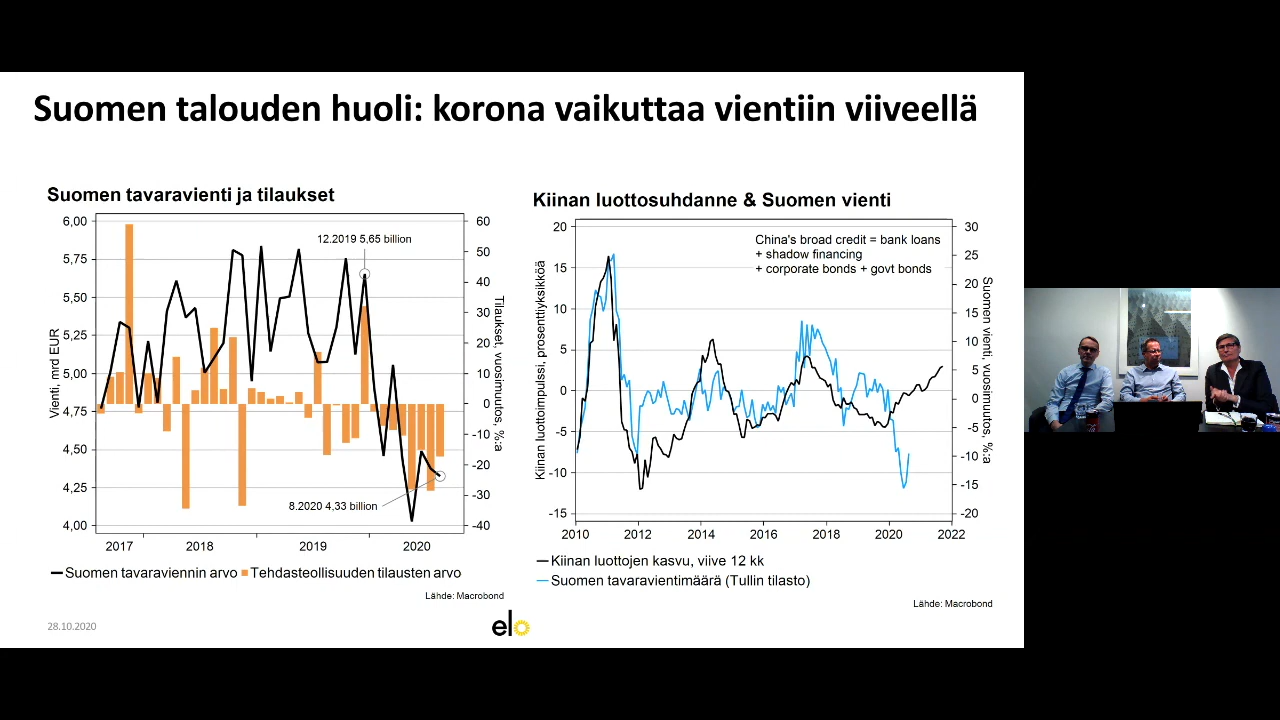 Suomen talouden huoli: korona vaikuttaa vientiin viiveellä
Suomen tavaravienti ja tilaukset
6,00
5,75
5,50
5,25
5,00
4,75
4,50
4,25
4,00
Vienti, mrd EUR
60
50
40
30
20
10
0
-10
-20
-30
-40
Tilaukset, vuosimuutos, %:a
12.2019 5,65 billion
8.2020 4,33 billion
2017
2018
2019
2020
Suomen tavaraviennin arvo
Tehdasteollisuuden tilausten arvo
Lähde: Macrobond
Kiinan luottosuhdanne & Suomen vienti
20
15
10
5
0
-5
-10
-15
Kiinan luottoimpulssi, prosenttiyksikköä
China's broad credit = bank loans
+ shadow financing
+ corporate bonds + govt bonds
30
25
20
15
10
5
0
-5
-10
-15
-20
Suomen vienti, vuosimuutos, %:a
2010
2012
2014
2016
2018
2020
2022
Kiinan luottojen kasvu, viive 12 kk
Suomen tavaravientimäärä (Tullin tilasto)
Lähde: Macrobond
28.10.2020
elo